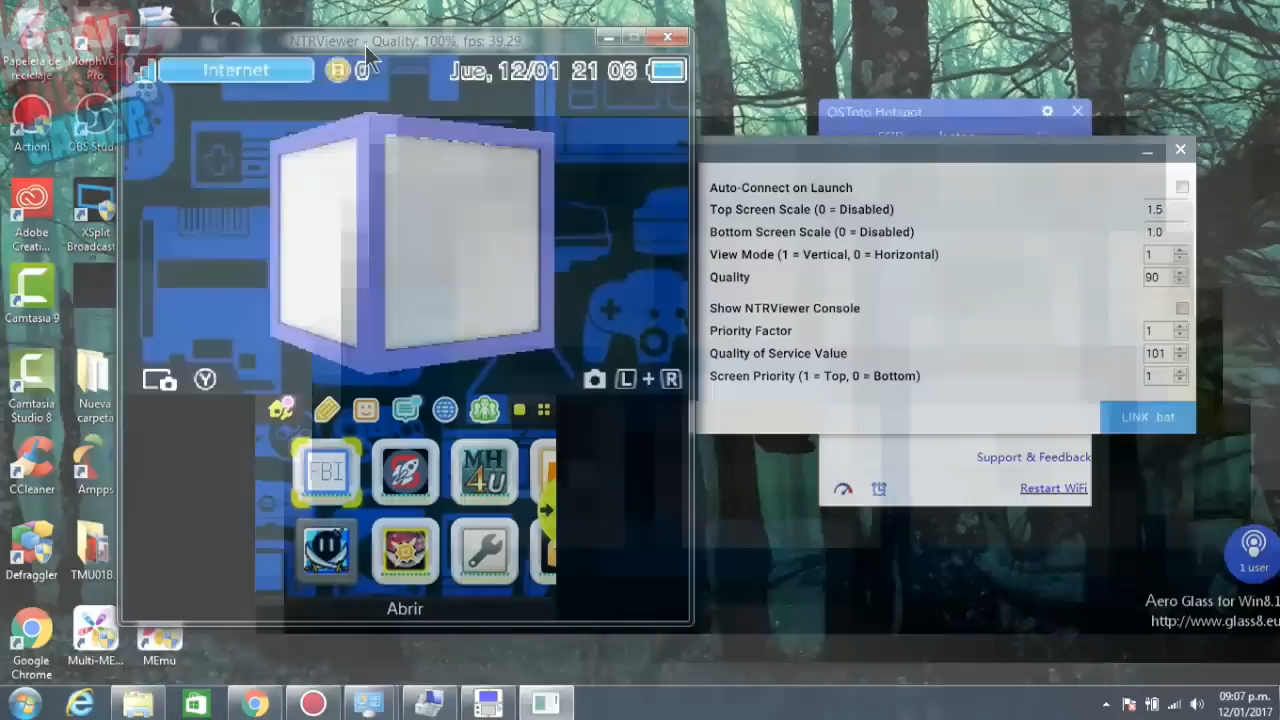 NTRViewer - Quality: 100%, fps: 39.29
Internet
0
Jue, 12/01 21 06
Y
L + R
FBI
MH
4U
Abrir
OSToto Hotspot
Auto-Connect on Launch
Top Screen Scale (0 = Disabled) 1.5
Bottom Screen Scale (0 = Disabled) 1.0
View Mode (1 = Vertical, 0 = Horizontal) 1
Quality 90
Show NTRViewer Console
Priority Factor 1
Quality of Service Value 101
Screen Priority (1 = Top, 0 = Bottom) 1
LINK .bat
Support & Feedback
Restart WiFi
1 user
Aero Glass for Win8.1
http://www.glass8.eu
Papelera de
reciclaje
MorphVO
Pro
Action!
OBS Studio
Adobe
Creati...
XSplit
Broadcast
Camtasia 9
Camtasia
Studio 8
Nueva
carpeta
CCleaner
Ampps
Defraggler
TMU01B
Google
Chrome
Multi-ME...
MEmu
09:07 p.m.
12/01/2017